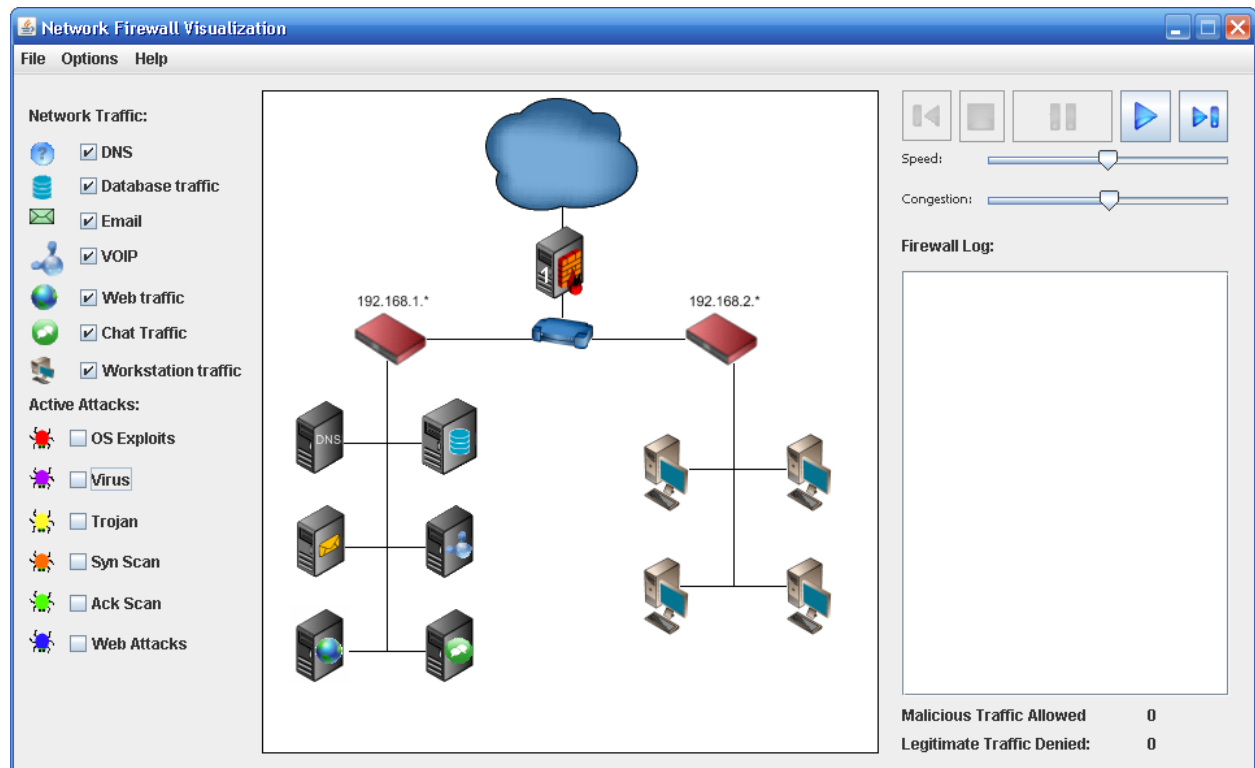 Network Firewall Visualization
File Options Help
Network Traffic:
DNS
Database traffic
Email
VOIP
Web traffic
Chat Traffic
Workstation traffic
Active Attacks:
OS Exploits
Virus
Trojan
Syn Scan
Ack Scan
Web Attacks
1
192.168.1.*
192.168.2.*
DNS
Speed:
Congestion:
Firewall Log:
Malicious Traffic Allowed 0
Legitimate Traffic Denied: 0